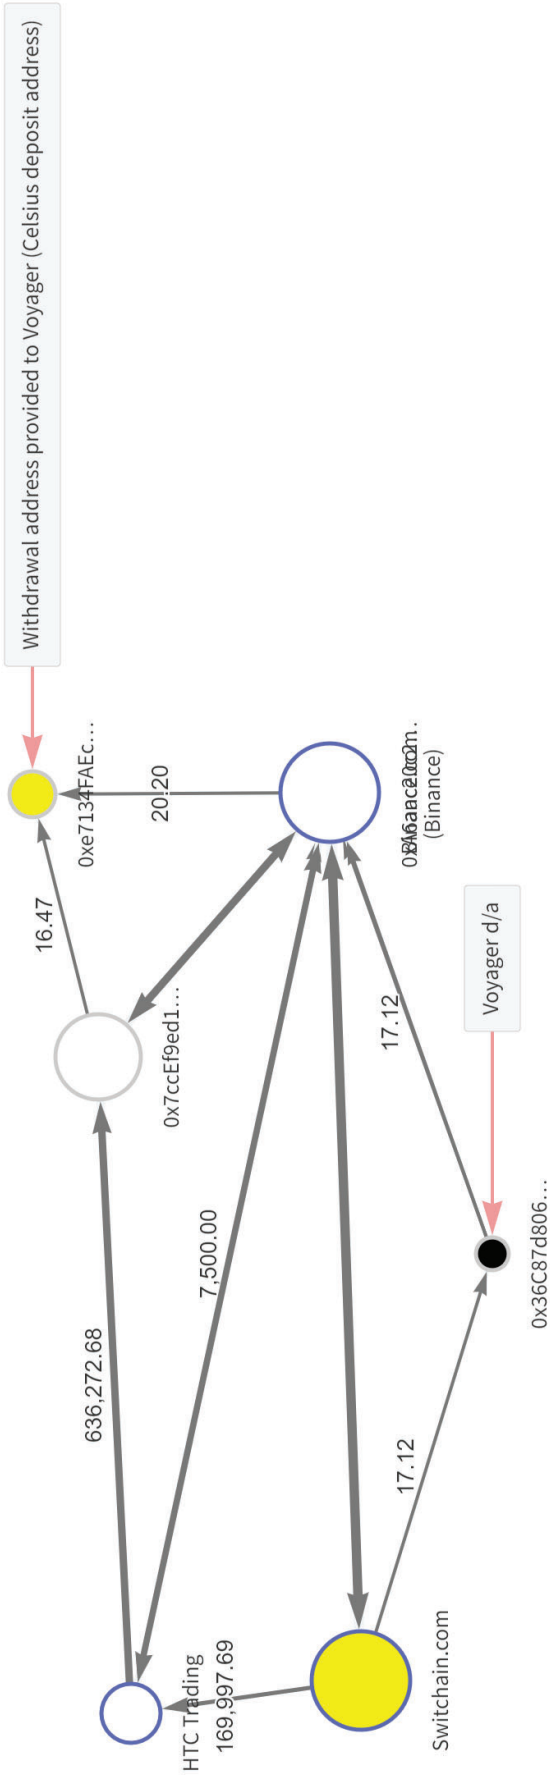 Withdrawal address provided to Voyager (Celsius deposit address)
0xe7134FAEc...
20.20
16.47
(Binance)
0x7ccEf9ed1...
Voyager d/a
17.12
0x36C87d806...
7,500.00
636,272.68
17.12
HTC Trading
169,997.69
Switchain.com